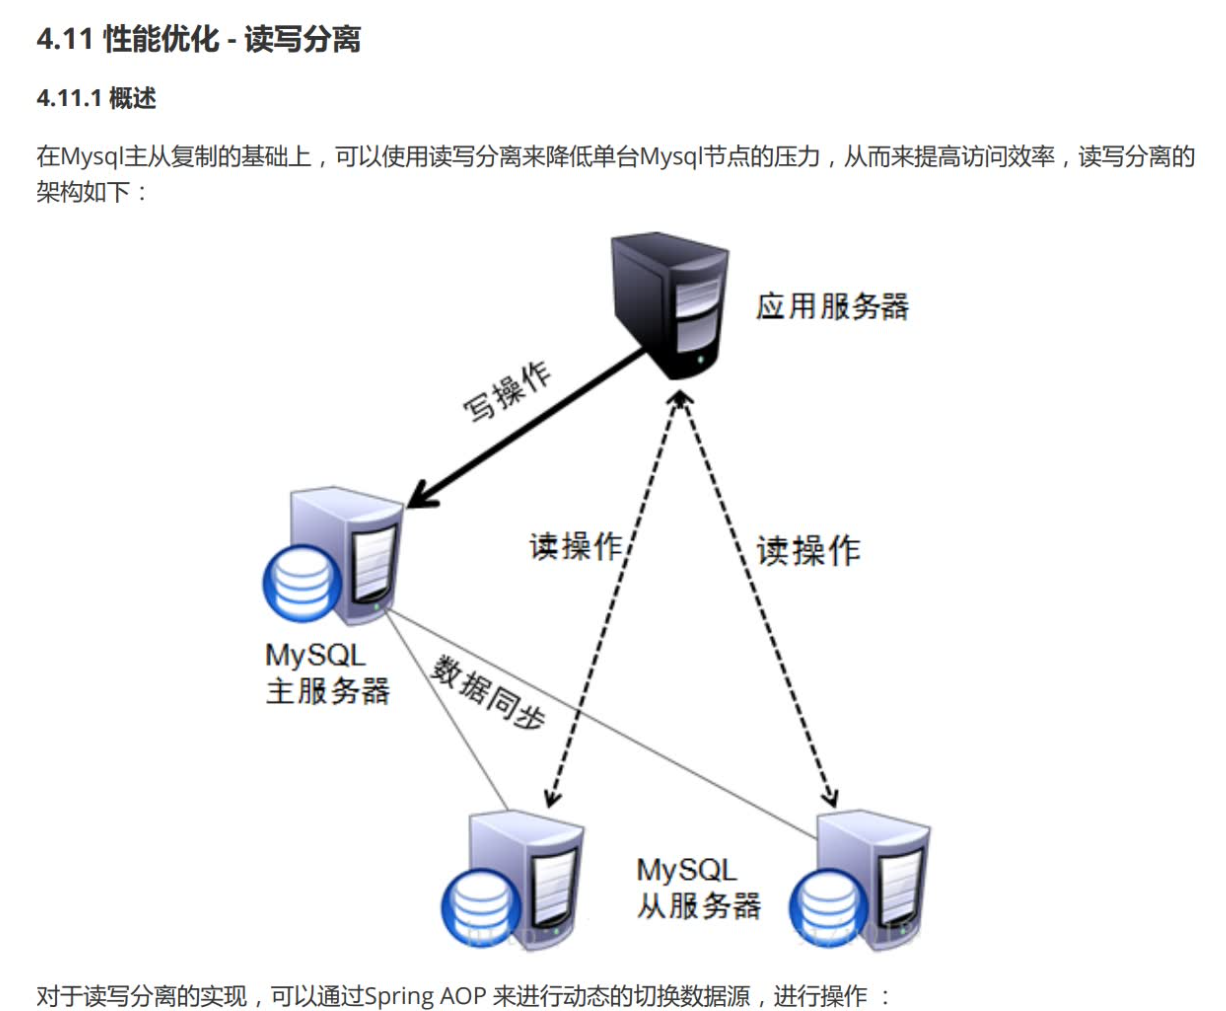 4.11 性能优化 - 读写分离
4.11.1 概述
在Mysql主从复制的基础上，可以使用读写分离来降低单台Mysql节点的压力，从而来提高访问效率，读写分离的
架构如下：
应用服务器
写操作
读操作
读操作
MySQL
主服务器
数据同步
MySQL
从服务器
对于读写分离的实现，可以通过Spring AOP 来进行动态的切换数据源，进行操作 ：